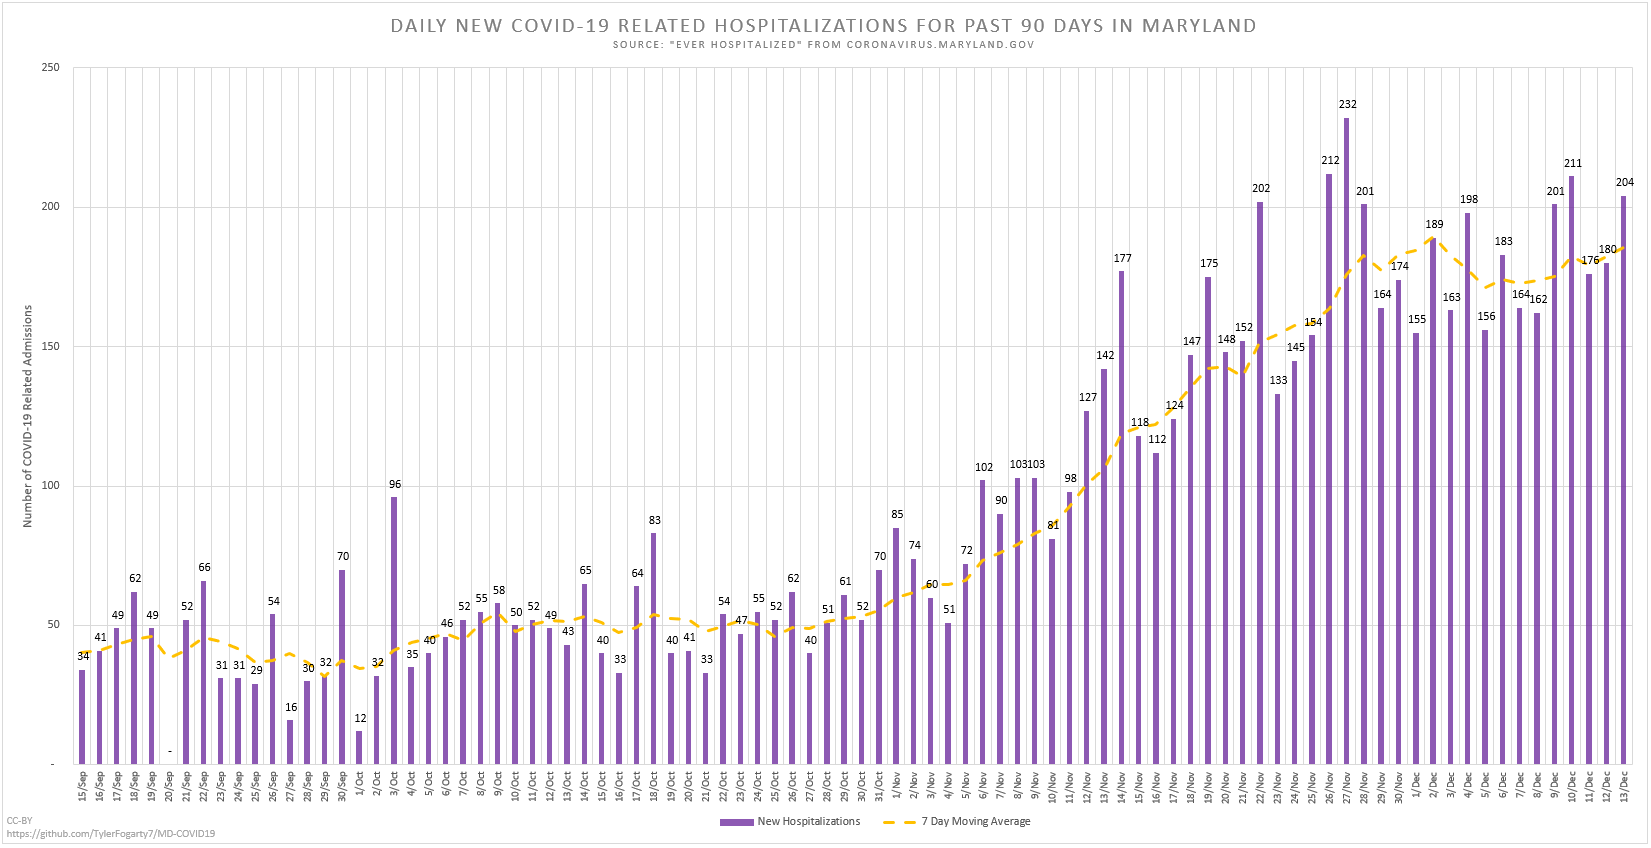 DAILY NEW COVID-19 RELATED HOSPITALIZATIONS FOR PAST 90 DAYS IN MARYLAND
SOURCE: "EVER HOSPITALIZED" FROM CORONAVIRUS.MARYLAND.GOV
Number of COVID-19 Related Admissions
250
200
150
100
50
-
34 41 49 62 49 - 52 66 31 31 29 54 16 30 32 70 12 32 96 35 40 46 52 55 58 50 52 49 43 65 40 33 64 83 40 41 33 54 47 55 52 62 40 51 61 52 70 85 74 60 51 72 102 90 103 103 81 98 127 142 177 118 112 124 147 175 148 152 202 133 145 154 212 232 201 164 174 155 189 163 198 156 183 164 162 201 211 176 180 204
15/Sep 16/Sep 17/Sep 18/Sep 19/Sep 20/Sep 21/Sep 22/Sep 23/Sep 24/Sep 25/Sep 26/Sep 27/Sep 28/Sep 29/Sep 30/Sep 1/Oct 2/Oct 3/Oct 4/Oct 5/Oct 6/Oct 7/Oct 8/Oct 9/Oct 10/Oct 11/Oct 12/Oct 13/Oct 14/Oct 15/Oct 16/Oct 17/Oct 18/Oct 19/Oct 20/Oct 21/Oct 22/Oct 23/Oct 24/Oct 25/Oct 26/Oct 27/Oct 28/Oct 29/Oct 30/Oct 31/Oct 1/Nov 2/Nov 3/Nov 4/Nov 5/Nov 6/Nov 7/Nov 8/Nov 9/Nov 10/Nov 11/Nov 12/Nov 13/Nov 14/Nov 15/Nov 16/Nov 17/Nov 18/Nov 19/Nov 20/Nov 21/Nov 22/Nov 23/Nov 24/Nov 25/Nov 26/Nov 27/Nov 28/Nov 29/Nov 30/Nov 1/Dec 2/Dec 3/Dec 4/Dec 5/Dec 6/Dec 7/Dec 8/Dec 9/Dec 10/Dec 11/Dec 12/Dec 13/Dec
New Hospitalizations 7 Day Moving Average
CC-BY
https://github.com/TylerFogarty7/MD-COVID19